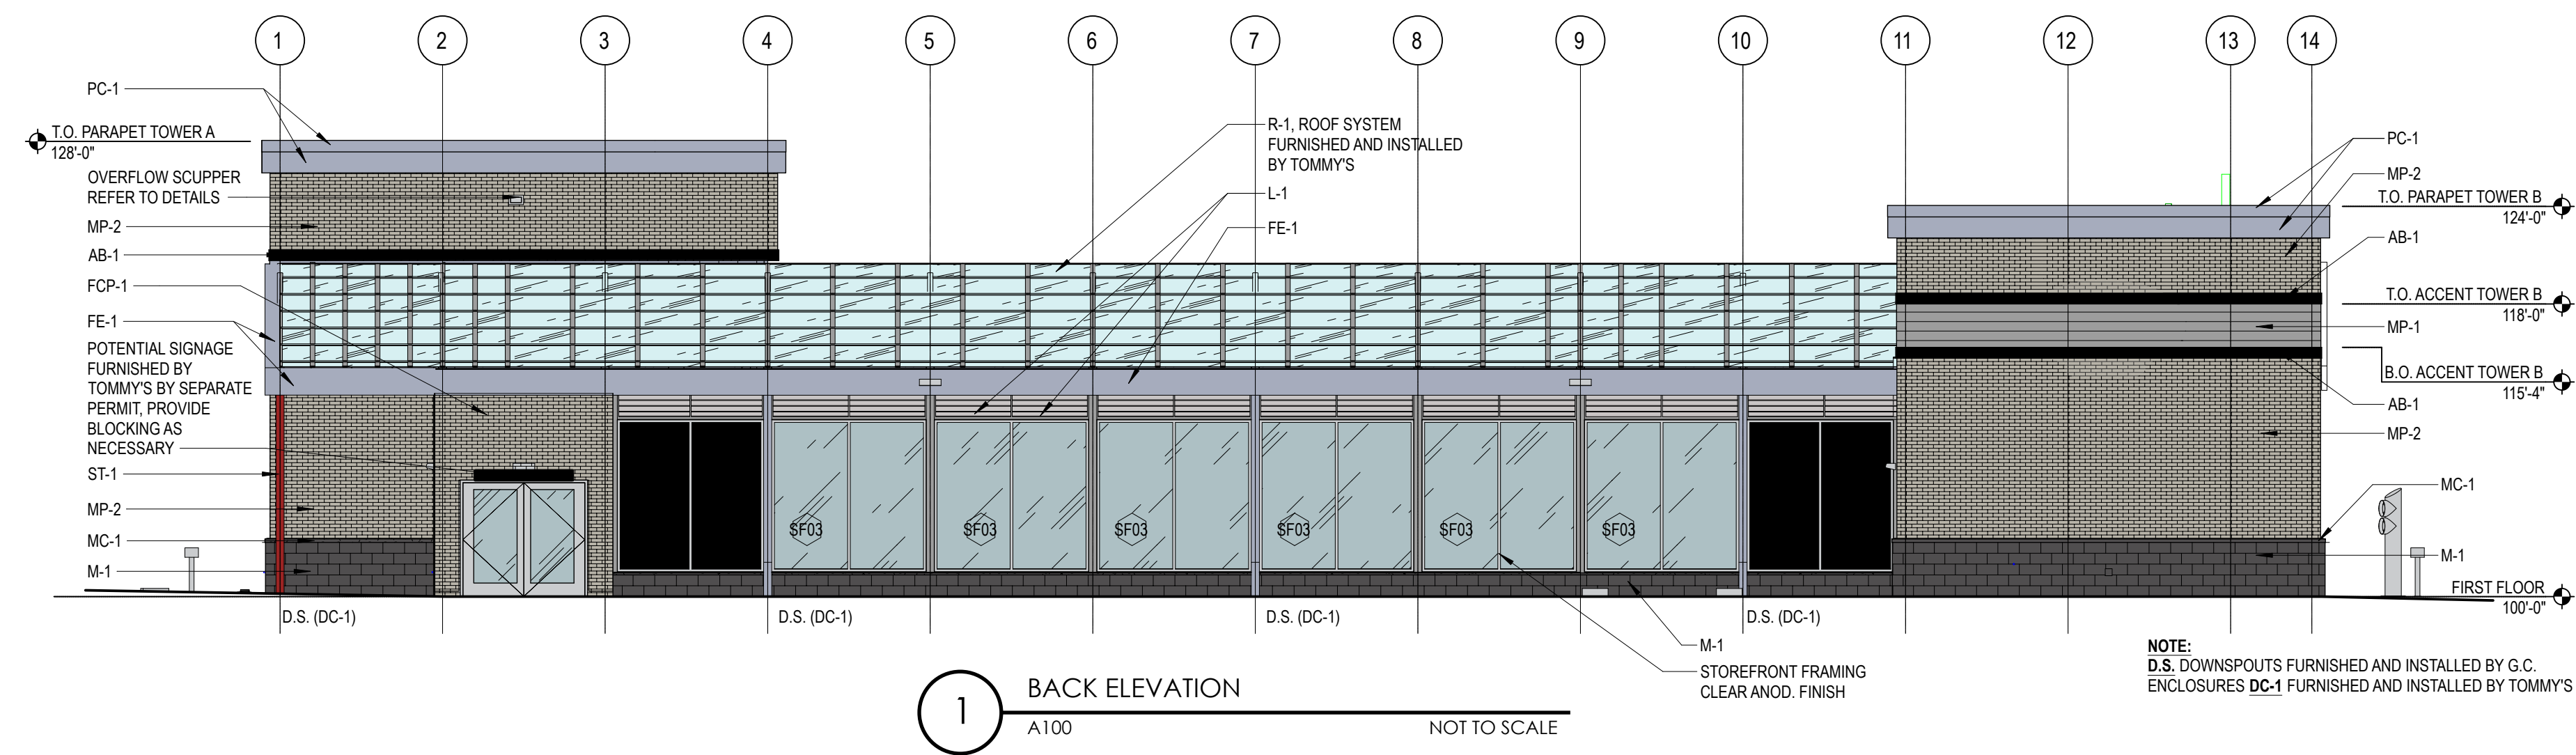 1 2 3 4 5 6 7 8 9 10 11 12 13 14
PC-1
T.O. PARAPET TOWER A
128'-0"
OVERFLOW SCUPPER
REFER TO DETAILS
MP-2
AB-1
FCP-1
FE-1
POTENTIAL SIGNAGE
FURNISHED BY
TOMMY'S BY SEPARATE
PERMIT, PROVIDE
BLOCKING AS
NECESSARY
ST-1
MP-2
MC-1
M-1
R-1, ROOF SYSTEM
FURNISHED AND INSTALLED
BY TOMMY'S
L-1
FE-1
SF03 SF03 SF03 SF03 SF03 SF03
PC-1
MP-2
T.O. PARAPET TOWER B
124'-0"
AB-1
T.O. ACCENT TOWER B
118'-0"
MP-1
B.O. ACCENT TOWER B
115'-4"
AB-1
MP-2
MC-1
M-1
FIRST FLOOR
100'-0"
D.S. (DC-1) D.S. (DC-1) D.S. (DC-1) D.S. (DC-1)
M-1
STOREFRONT FRAMING
CLEAR ANOD. FINISH
NOTE:
D.S. DOWNSPOUTS FURNISHED AND INSTALLED BY G.C.
ENCLOSURES DC-1 FURNISHED AND INSTALLED BY TOMMY'S
1
BACK ELEVATION
A100 NOT TO SCALE